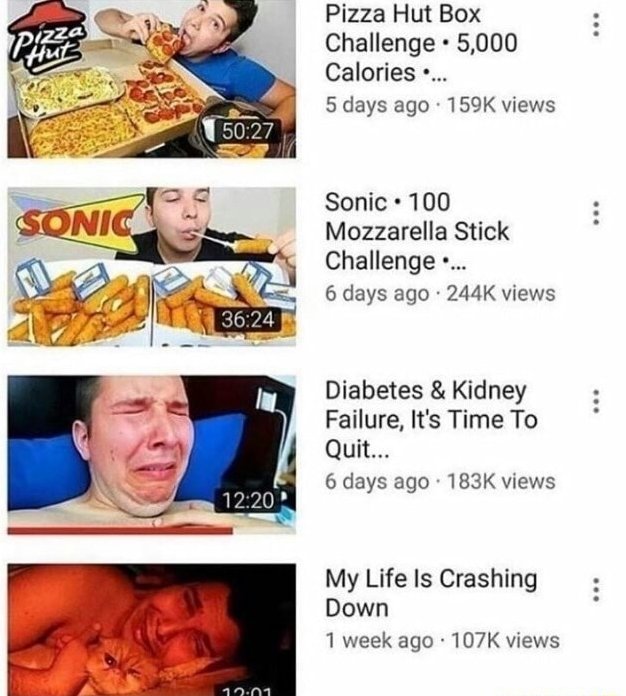 Pizza
Hut
50:27
Pizza Hut Box
Challenge • 5,000
Calories •...
5 days ago · 159K views
SONIC
36:24
Sonic • 100
Mozzarella Stick
Challenge •...
6 days ago · 244K views
12:20
Diabetes & Kidney
Failure, It's Time To
Quit...
6 days ago · 183K views
12:01
My Life Is Crashing
Down
1 week ago · 107K views